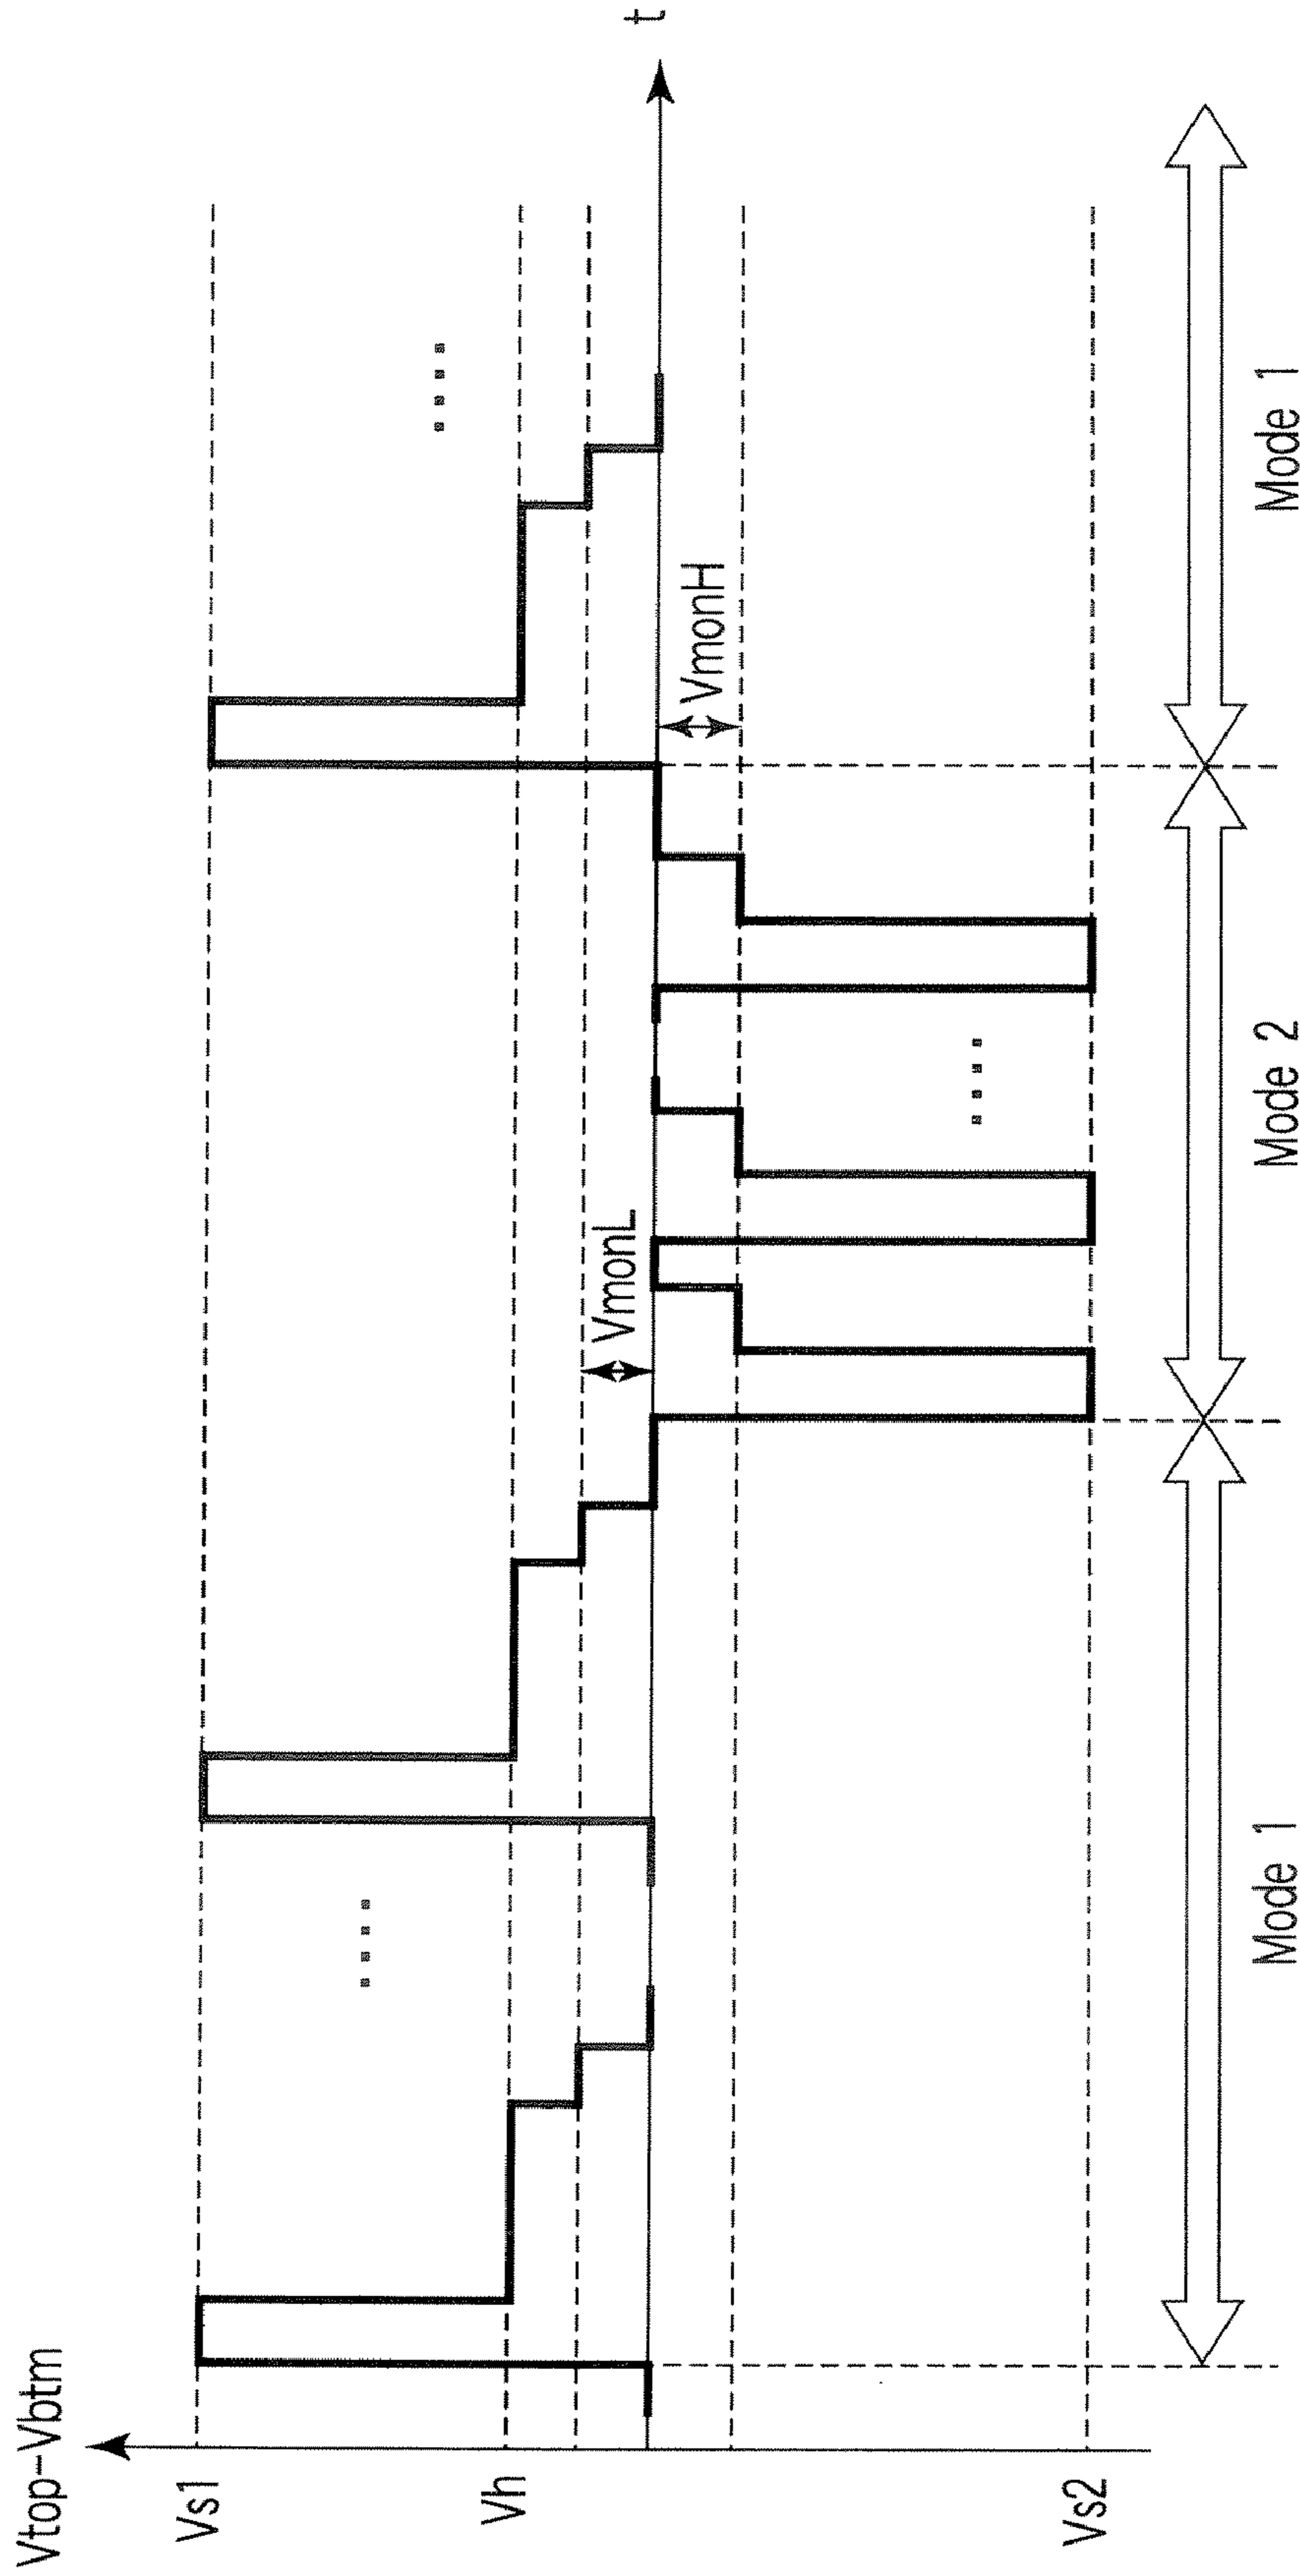 Vtop-Vbtm
Vs1
Vh
Vs2
VmonL
VmonH
t
Mode 1
Mode 2
Mode 1